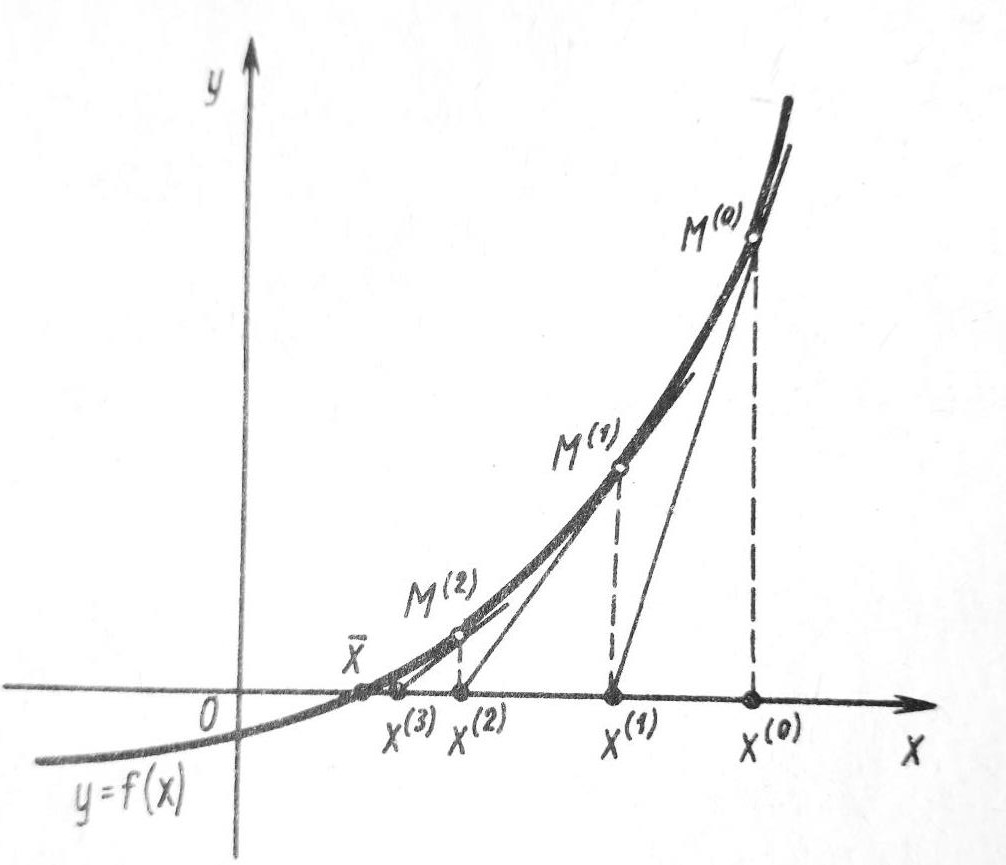 y
M⁽⁰⁾
M⁽¹⁾
M⁽²⁾
x̄
0
x⁽³⁾ x⁽²⁾ x⁽¹⁾ x⁽⁰⁾ x
y=f(x)